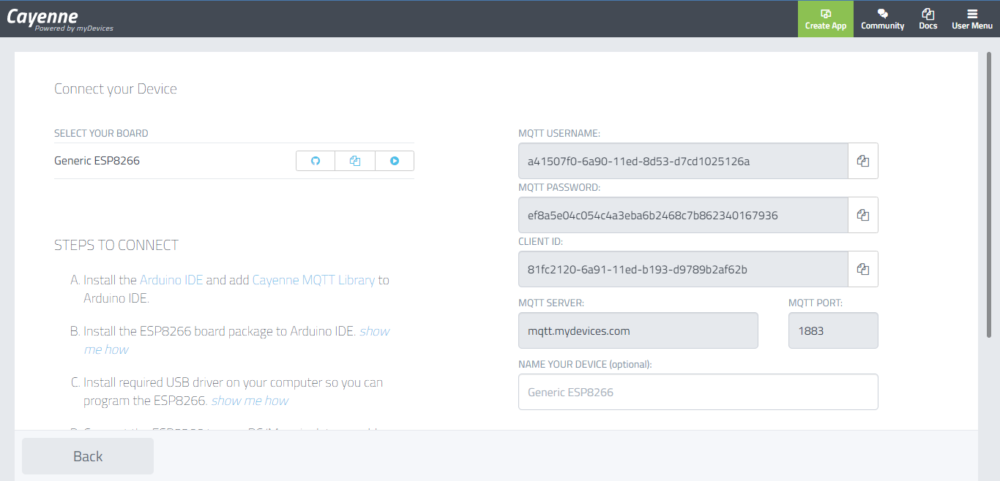 Cayenne
Powered by myDevices
Create App
Community
Docs
User Menu
Connect your Device
SELECT YOUR BOARD
Generic ESP8266
STEPS TO CONNECT
A. Install the Arduino IDE and add Cayenne MQTT Library to
Arduino IDE.
B. Install the ESP8266 board package to Arduino IDE. show
me how
C. Install required USB driver on your computer so you can
program the ESP8266. show me how
MQTT USERNAME:
a41507f0-6a90-11ed-8d53-d7cd1025126a
MQTT PASSWORD:
ef8a5e04c054c4a3eba6b2468c7b862340167936
CLIENT ID:
81fc2120-6a91-11ed-b193-d9789b2af62b
MQTT SERVER:
mqtt.mydevices.com
MQTT PORT:
1883
NAME YOUR DEVICE (optional):
Generic ESP8266
Back